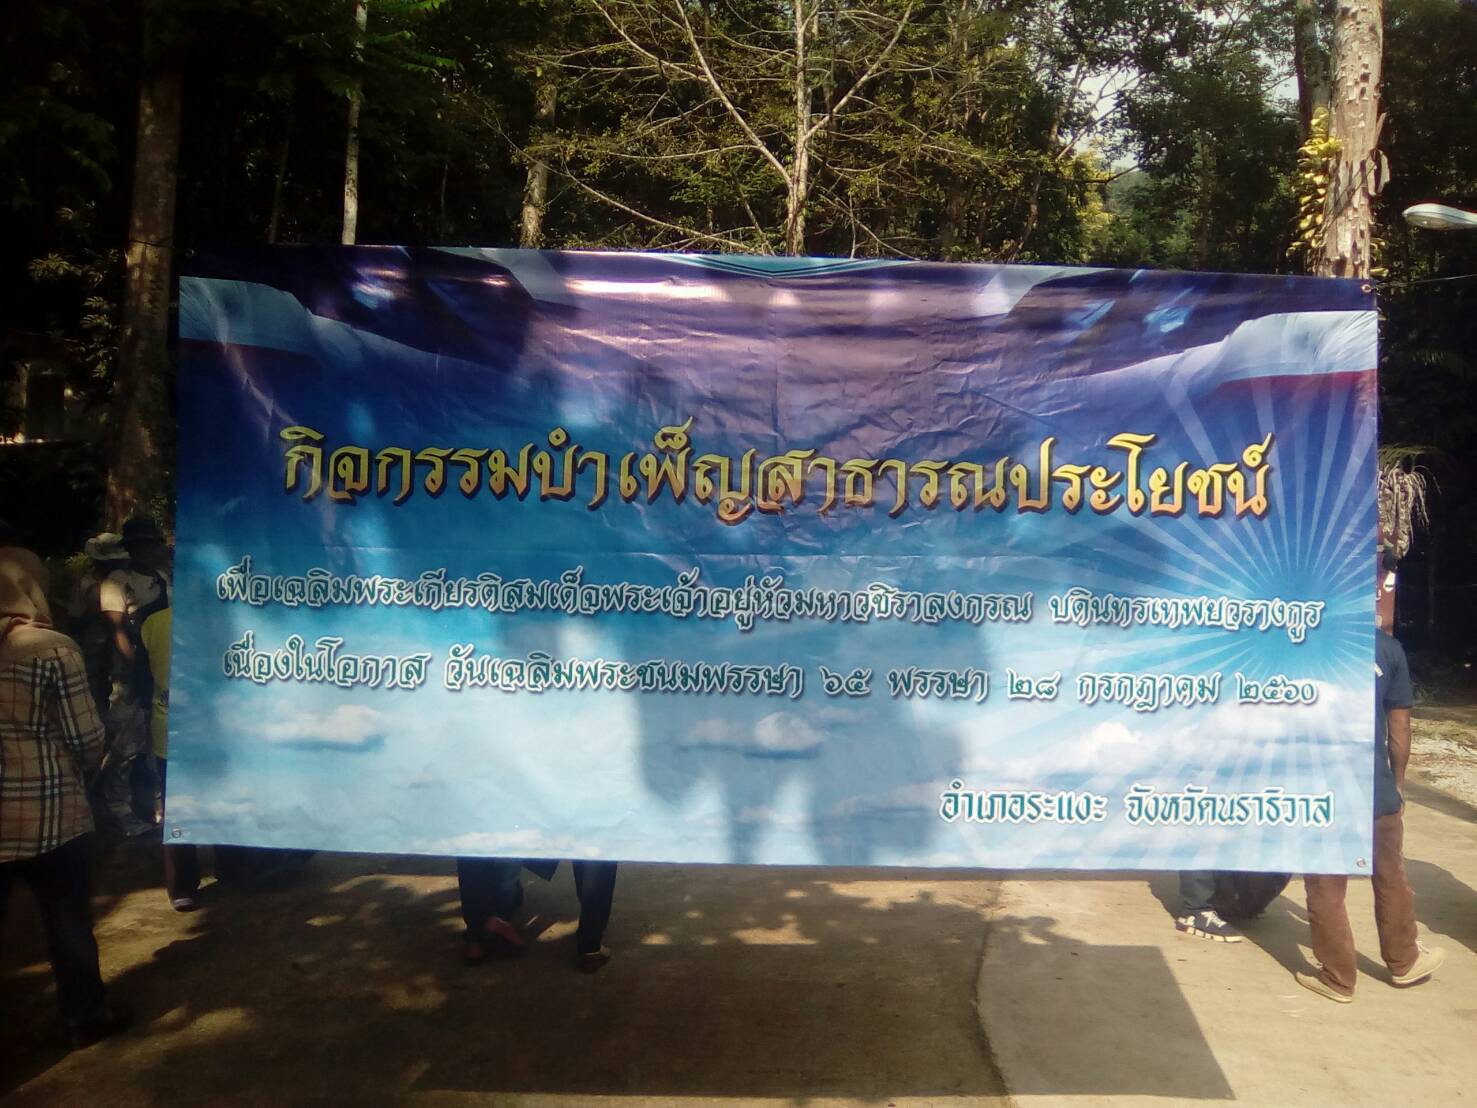 กิจกรรมบำเพ็ญสาธารณประโยชน์
เพื่อเฉลิมพระเกียรติสมเด็จพระเจ้าอยู่หัวมหาวชิราลงกรณ บดินทรเทพยวรางกูร
เนื่องในโอกาส วันเฉลิมพระชนมพรรษา ๖๕ พรรษา ๒๘ กรกฎาคม ๒๕๖๐
อำเภอระแงะ จังหวัดนราธิวาส